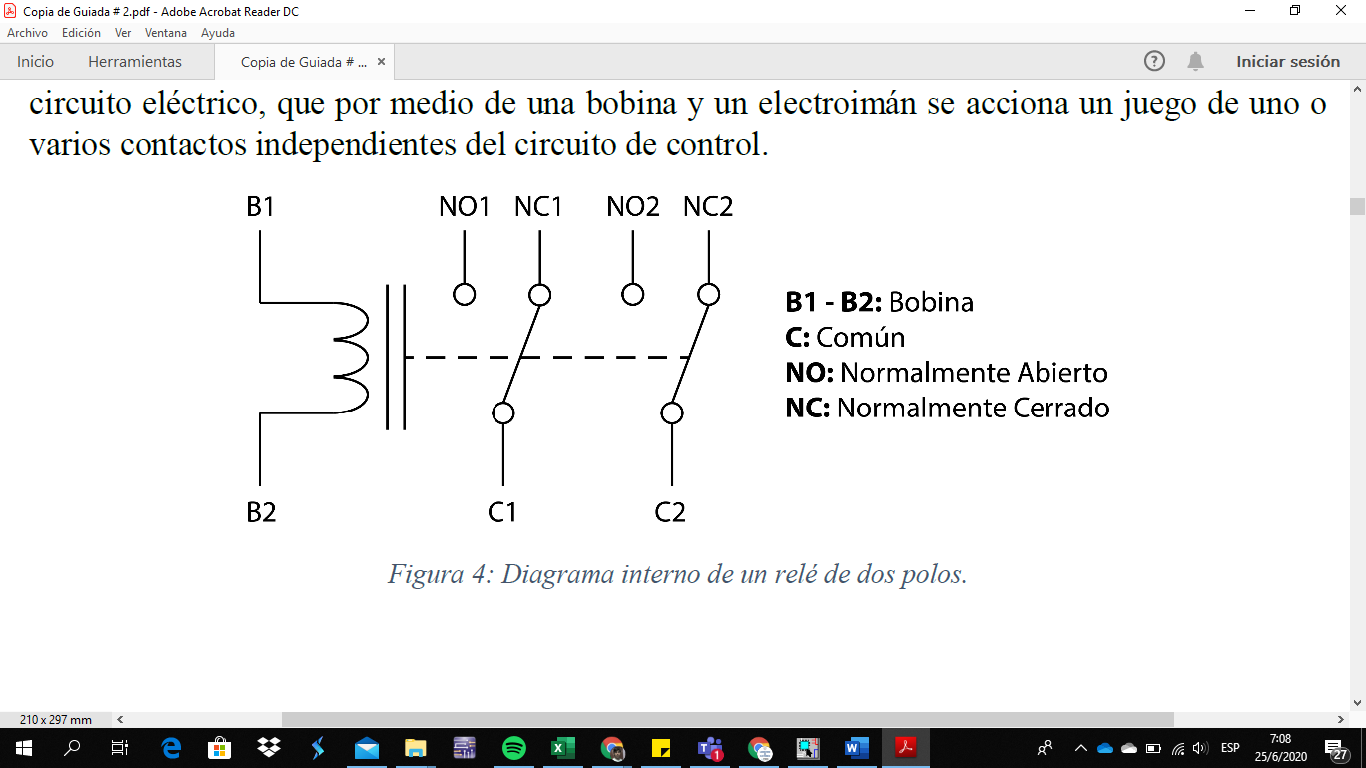 Copia de Guiada # 2.pdf - Adobe Acrobat Reader DC
Archivo Edición Ver Ventana Ayuda
Inicio Herramientas Copia de Guiada # ... × ? Iniciar sesión
circuito eléctrico, que por medio de una bobina y un electroimán se acciona un juego de uno o
varios contactos independientes del circuito de control.
B1 NO1 NC1 NO2 NC2
B1 - B2: Bobina
C: Común
NO: Normalmente Abierto
NC: Normalmente Cerrado
B2 C1 C2
Figura 4: Diagrama interno de un relé de dos polos.
210 x 297 mm
ESP
7:08
25/6/2020
27
1